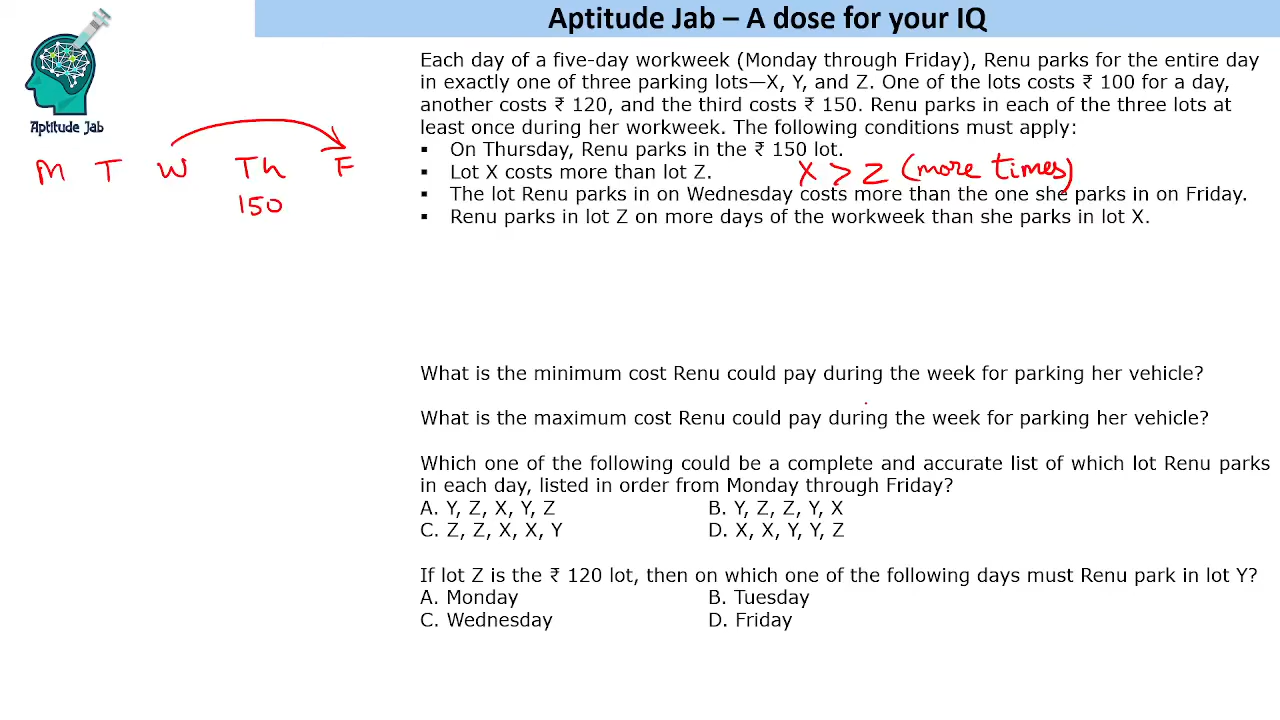 Aptitude Jab – A dose for your IQ
Aptitude Jab
Each day of a five-day workweek (Monday through Friday), Renu parks for the entire day
in exactly one of three parking lots—X, Y, and Z. One of the lots costs ₹ 100 for a day,
another costs ₹ 120, and the third costs ₹ 150. Renu parks in each of the three lots at
least once during her workweek. The following conditions must apply:
▪ On Thursday, Renu parks in the ₹ 150 lot.
▪ Lot X costs more than lot Z.
▪ The lot Renu parks in on Wednesday costs more than the one she parks in on Friday.
▪ Renu parks in lot Z on more days of the workweek than she parks in lot X.
M T W Th F
150
X > Z (more times)
What is the minimum cost Renu could pay during the week for parking her vehicle?
What is the maximum cost Renu could pay during the week for parking her vehicle?
Which one of the following could be a complete and accurate list of which lot Renu parks
in each day, listed in order from Monday through Friday?
A. Y, Z, X, Y, Z B. Y, Z, Z, Y, X
C. Z, Z, X, X, Y D. X, X, Y, Y, Z
If lot Z is the ₹ 120 lot, then on which one of the following days must Renu park in lot Y?
A. Monday B. Tuesday
C. Wednesday D. Friday